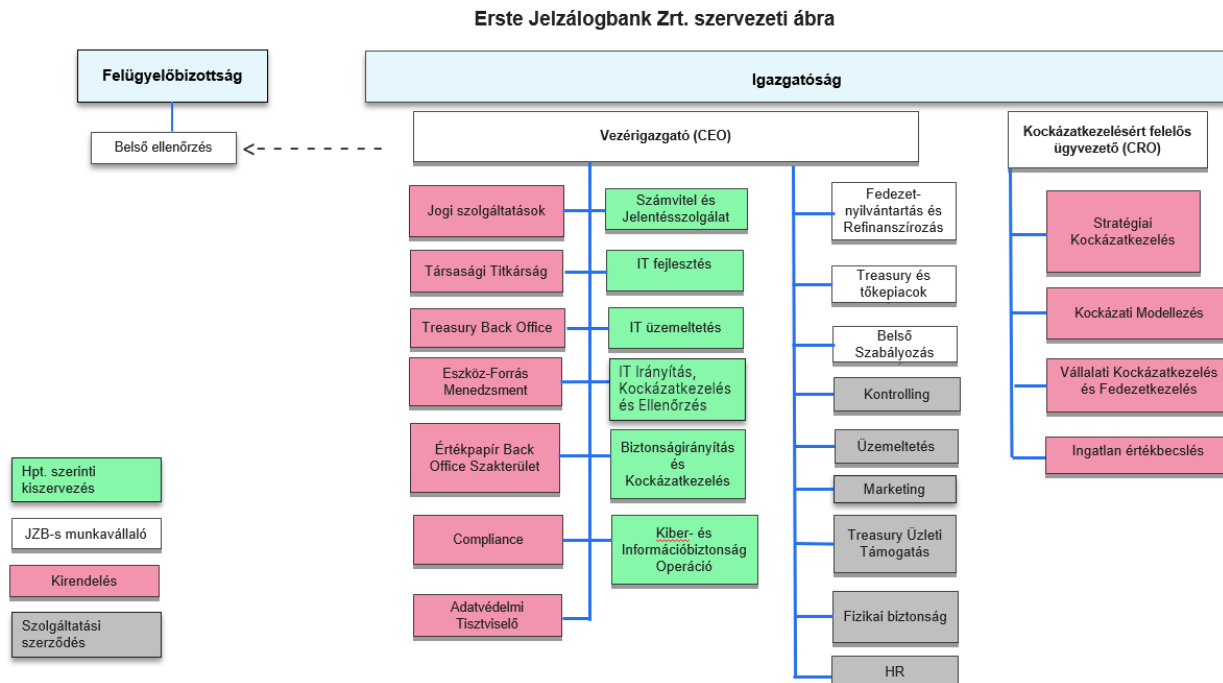 Erste Jelzálogbank Zrt. szervezeti ábra
Felügyelőbizottság
Igazgatóság
Belső ellenőrzés
Vezérigazgató (CEO)
Kockázatkezelésért felelős
ügyvezető (CRO)
Jogi szolgáltatások
Társasági Titkárság
Treasury Back Office
Eszköz-Forrás
Menedzsment
Értékpapír Back
Office Szakterület
Compliance
Adatvédelmi
Tisztviselő
Számvitel és
Jelentésszolgálat
IT fejlesztés
IT üzemeltetés
IT Irányítás,
Kockázatkezelés
és Ellenőrzés
Biztonságirányítás
és
Kockázatkezelés
Kiber- és
Információbiztonság
Operáció
Fedezet-
nyilvántartás és
Refinanszírozás
Treasury és
tőkepiacok
Belső
Szabályozás
Kontrolling
Üzemeltetés
Marketing
Treasury Üzleti
Támogatás
Fizikai biztonság
HR
Stratégiai
Kockázatkezelés
Kockázati Modellezés
Vállalati Kockázatkezelés
és Fedezetkezelés
Ingatlan értékbecslés
Hpt. szerinti
kiszervezés
JZB-s munkavállaló
Kirendelés
Szolgáltatási
szerződés